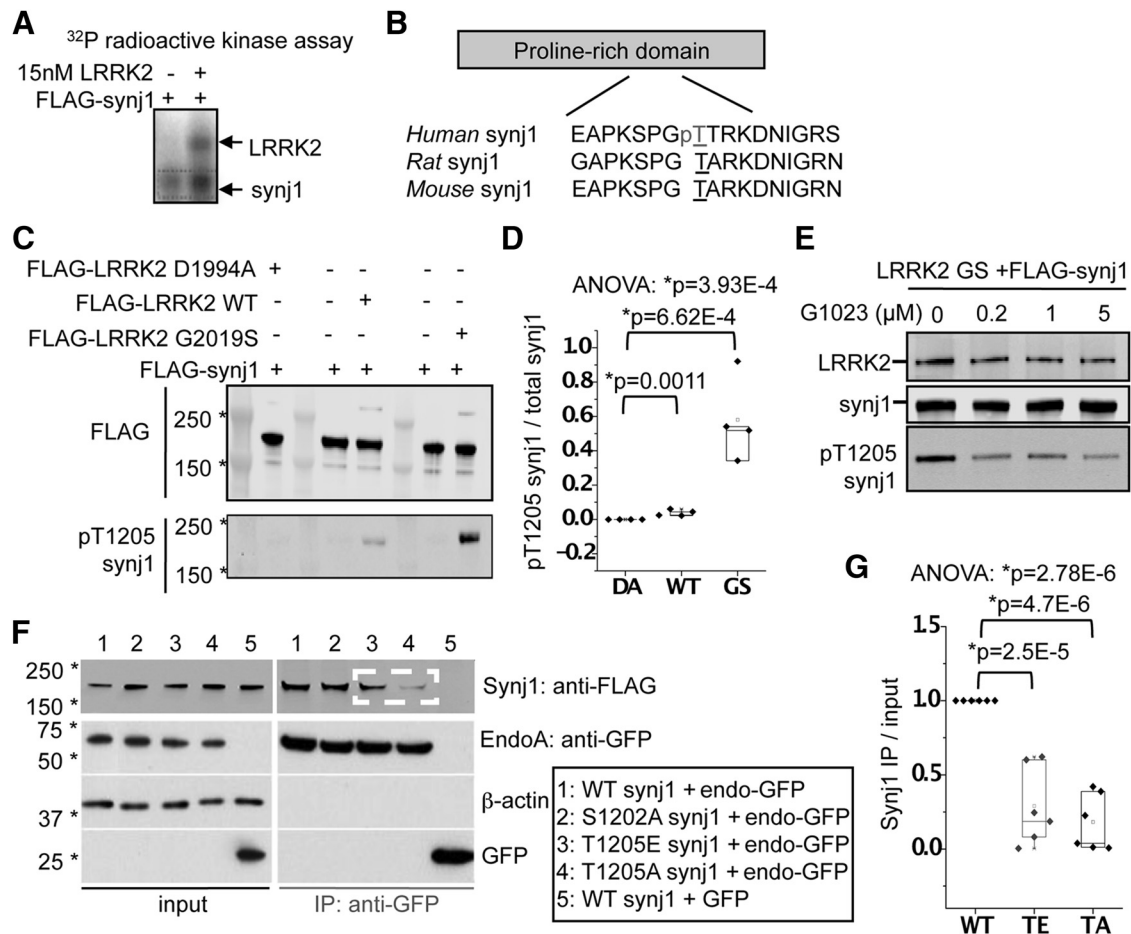 A
32P radioactive kinase assay
15nM LRRK2 - +
FLAG-synj1 + +
LRRK2
synj1
B
Proline-rich domain
Human synj1 EAPKSPGpTTRKDNIGRS
Rat synj1 GAPKSPG TARKDNIGRN
Mouse synj1 EAPKSPG TARKDNIGRN
C
FLAG-LRRK2 D1994A + - - - -
FLAG-LRRK2 WT - - + - -
FLAG-LRRK2 G2019S - - - - +
FLAG-synj1 + + + + +
FLAG
250 *
150 *
pT1205
synj1
250 *
150 *
D
ANOVA: *p=3.93E-4
*p=6.62E-4
*p=0.0011
pT1205 synj1 / total synj1
1.0
0.8
0.6
0.4
0.2
0.0
-0.2
DA WT GS
E
LRRK2 GS +FLAG-synj1
G1023 (µM) 0 0.2 1 5
LRRK2
synj1
pT1205
synj1
F
1 2 3 4 5 1 2 3 4 5
250 *
150 *
Synj1: anti-FLAG
75 *
50 *
EndoA: anti-GFP
37 *
β-actin
25 *
GFP
input
IP: anti-GFP
1: WT synj1 + endo-GFP
2: S1202A synj1 + endo-GFP
3: T1205E synj1 + endo-GFP
4: T1205A synj1 + endo-GFP
5: WT synj1 + GFP
G
ANOVA: *p=2.78E-6
*p=4.7E-6
*p=2.5E-5
Synj1 IP / input
1.5
1.0
0.5
0.0
WT TE TA